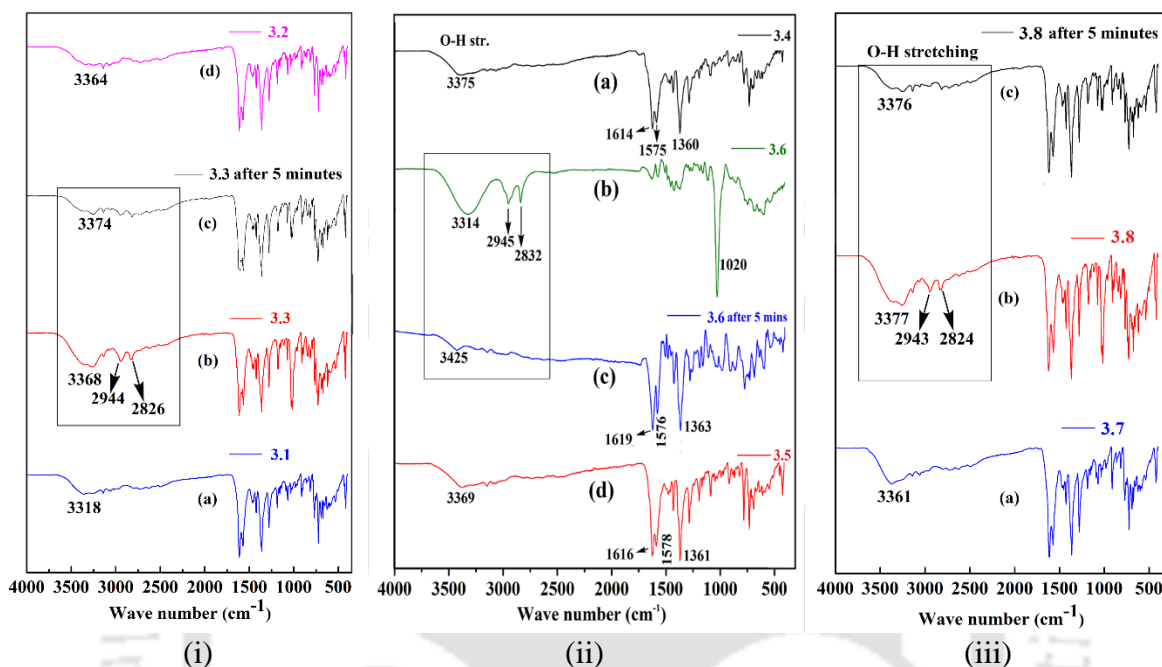 3.2
(d)
3364
3.3 after 5 minutes
(c)
3374
3.3
(b)
3368
2944
2826
3.1
(a)
3318
4000 3500 3000 2500 2000 1500 1000 500
Wave number (cm-1)
(i)
O-H str.
3.4
3375
(a)
1614
1575
1360
3.6
(b)
3314
2945
2832
1020
3.6 after 5 mins
3425
(c)
1619
1576
1363
3.5
3369
(d)
1616
1578
1361
4000 3500 3000 2500 2000 1500 1000 500
Wave number (cm-1)
(ii)
3.8 after 5 minutes
O-H stretching
3376
(c)
3.8
3377
(b)
2943
2824
3.7
3361
(a)
4000 3500 3000 2500 2000 1500 1000 500
Wave number (cm-1)
(iii)